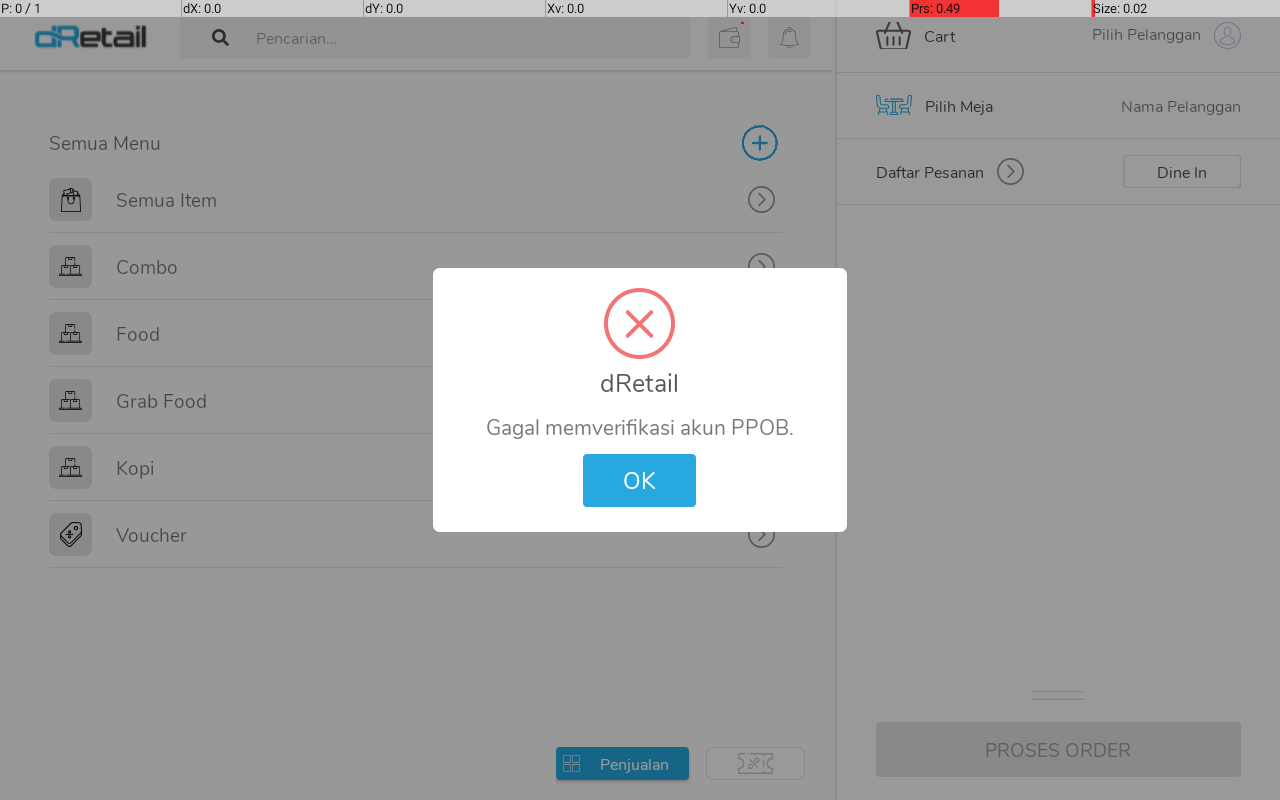 P: 0 / 1 dX: 0.0 dY: 0.0 Xv: 0.0 Yv: 0.0 Prs: 0.49 Size: 0.02
dRetail
Pencarian...
Cart
Pilih Pelanggan
Pilih Meja
Nama Pelanggan
Daftar Pesanan
Dine In
Semua Menu
Semua Item
Combo
Food
Grab Food
Kopi
Voucher
dRetail
Gagal memverifikasi akun PPOB.
OK
Penjualan
PROSES ORDER